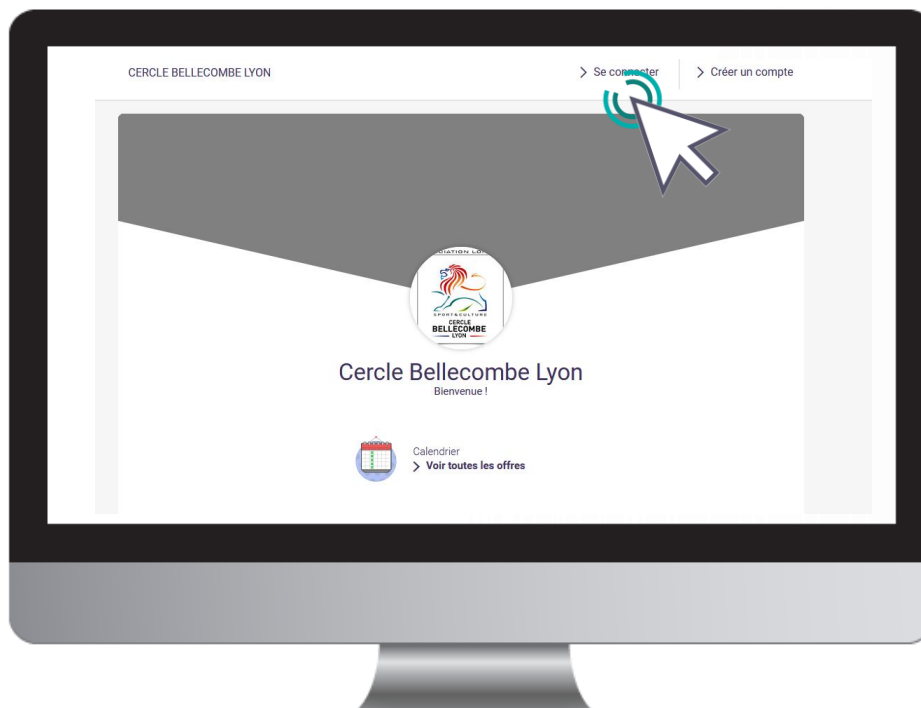 CERCLE BELLECOMBE LYON
> Se connecter
> Créer un compte
SPORT&CULTURE
CERCLE
BELLECOMBE
LYON
Cercle Bellecombe Lyon
Bienvenue !
Calendrier
> Voir toutes les offres